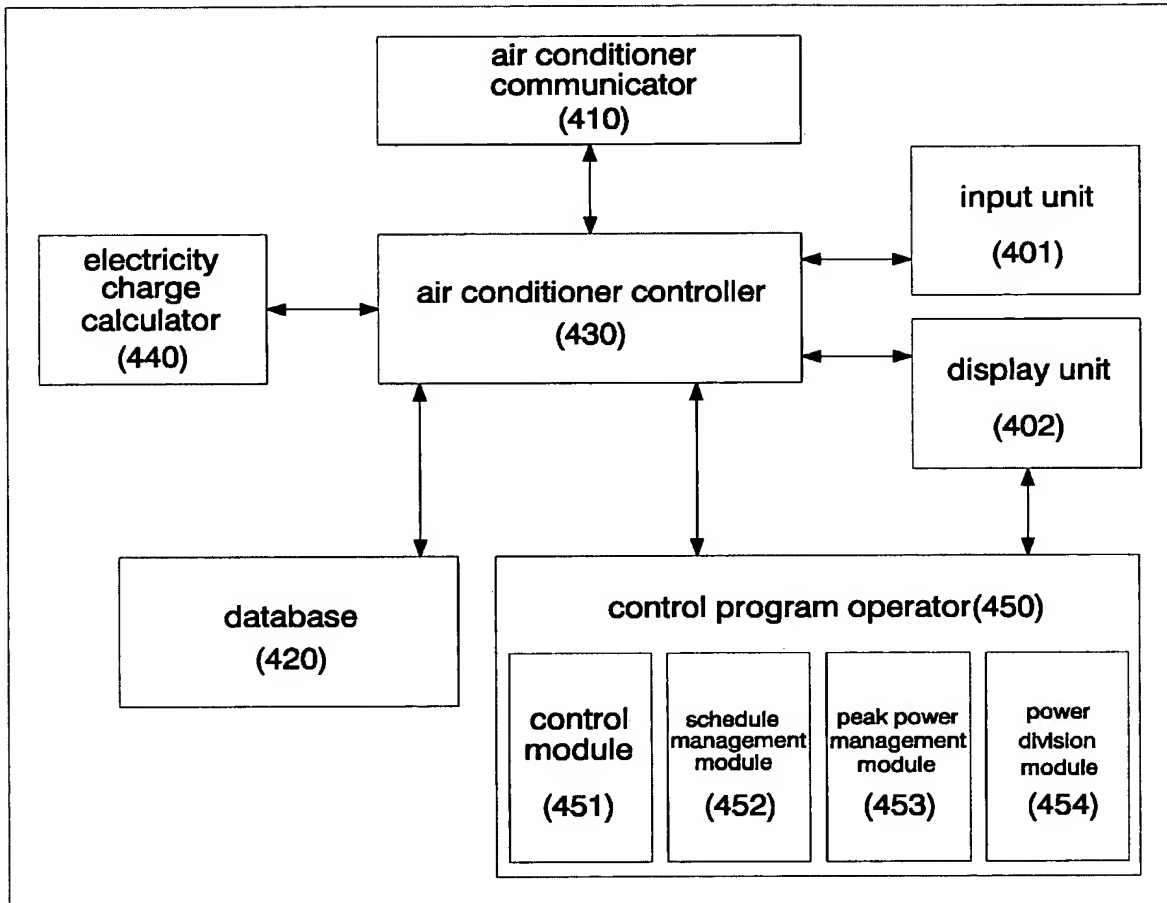 air conditioner
communicator
(410)
input unit
(401)
electricity
charge
calculator
(440)
air conditioner controller
(430)
display unit
(402)
database
(420)
control program operator(450)
control
module
(451)
schedule
management
module
(452)
peak power
management
module
(453)
power
division
module
(454)